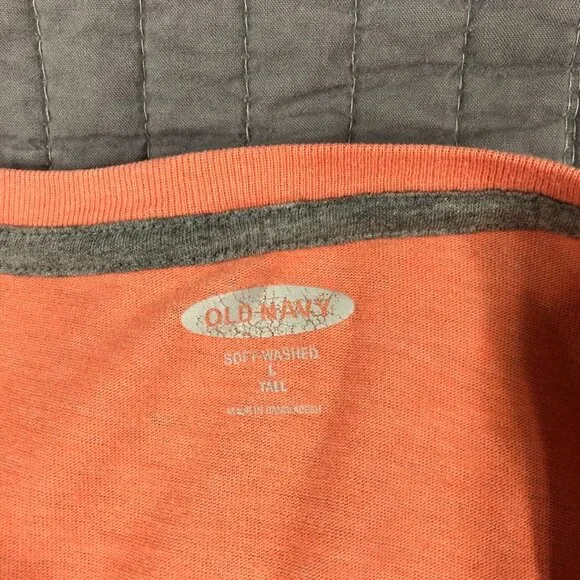 OLD NAVY
SOFT-WASHED
L
TALL
MADE IN BANGLADESH